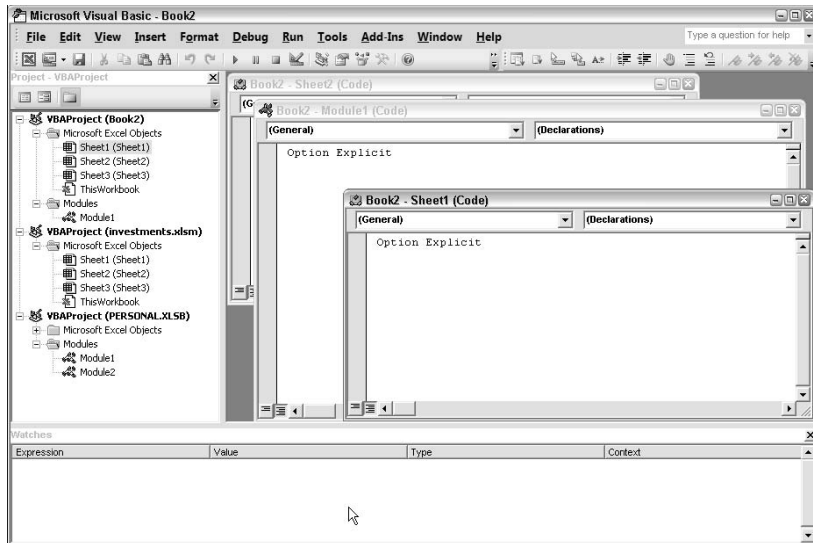 Microsoft Visual Basic - Book2
File Edit View Insert Format Debug Run Tools Add-Ins Window Help
Type a question for help
Project - VBAProject
VBAProject (Book2)
Microsoft Excel Objects
Sheet1 (Sheet1)
Sheet2 (Sheet2)
Sheet3 (Sheet3)
ThisWorkbook
Modules
Module1
VBAProject (investments.xlsm)
Microsoft Excel Objects
Sheet1 (Sheet1)
Sheet2 (Sheet2)
Sheet3 (Sheet3)
ThisWorkbook
VBAProject (PERSONAL.XLSB)
Microsoft Excel Objects
Modules
Module1
Module2
Book2 - Sheet2 (Code)
(G
Book2 - Module1 (Code)
(General) (Declarations)
Option Explicit
Book2 - Sheet1 (Code)
(General) (Declarations)
Option Explicit
Watches
Expression Value Type Context